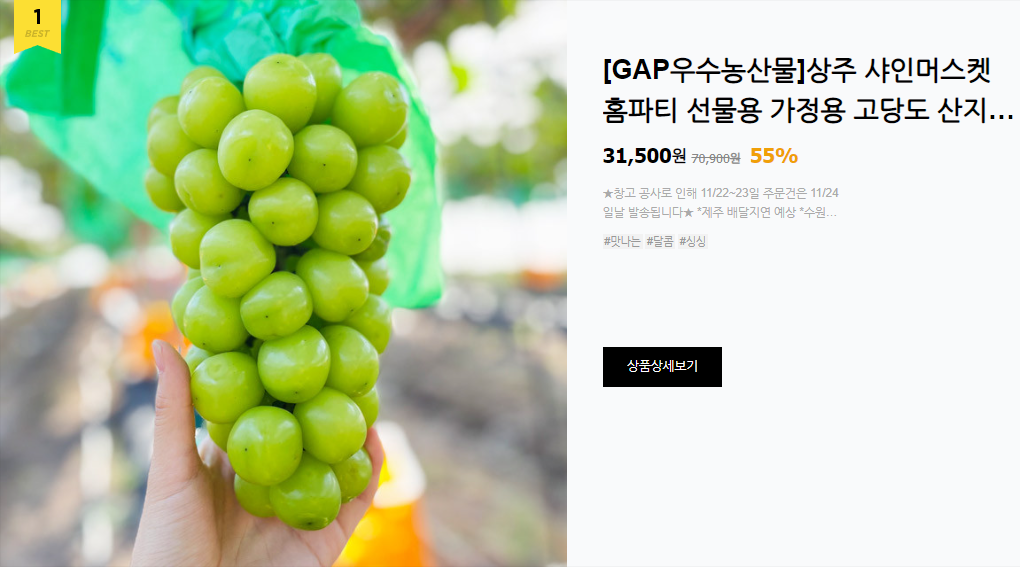 1
BEST
[GAP우수농산물]상주 샤인머스켓
홈파티 선물용 가정용 고당도 산지...
31,500원 70,900원 55%
★창고 공사로 인해 11/22~23일 주문건은 11/24
일날 발송됩니다★ *제주 배달지연 예상 *수원...
#맛나는 #달콤 #싱싱
상품상세보기